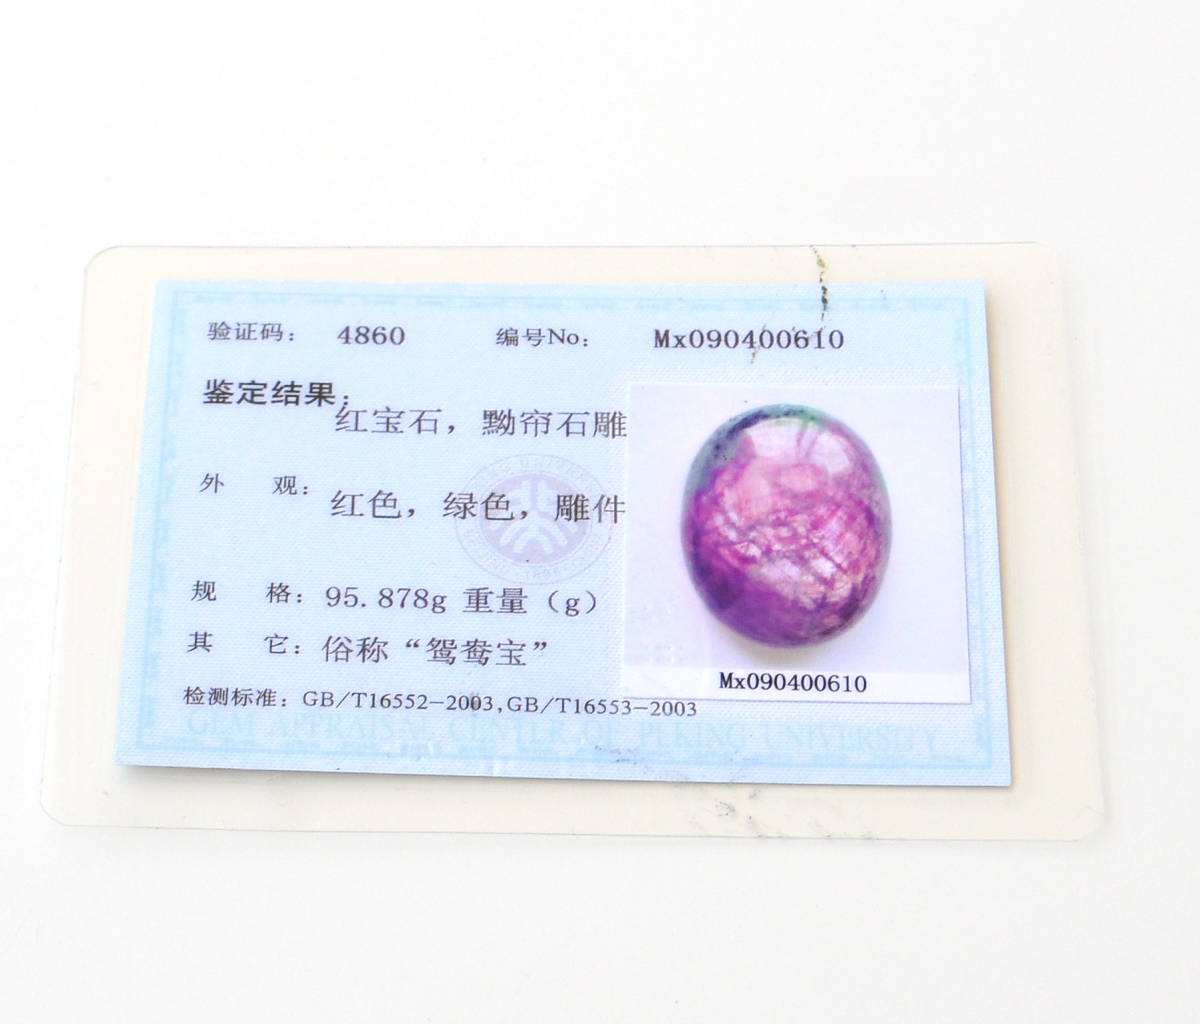 验证码： 4860 编号No： Mx090400610
鉴定结果：
红宝石，黝帘石雕
外 观：
红色，绿色，雕件
规 格：95.878g 重量（g）
其 它：俗称“鸳鸯宝”
检测标准：GB/T16552-2003,GB/T16553-2003
Mx090400610
GEM APPRAISAL CENTER OF PEKING UNIVERSITY